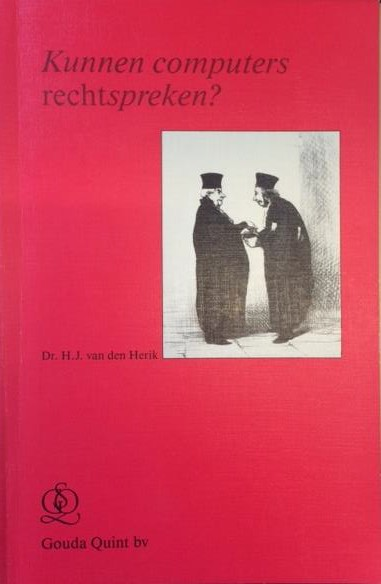 Kunnen computers
rechtspreken?
Dr. H.J. van den Herik
Gouda Quint bv